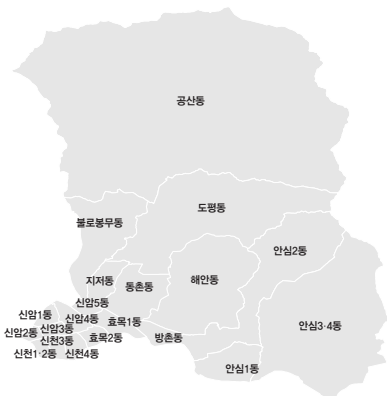 공산동
도평동
불로봉무동
안심2동
지저동
동촌동
해안동
신암5동
신암1동
신암4동
효목1동
안심3·4동
신암2동
신암3동
신천3동
효목2동
방촌동
신천1·2동
신천4동
안심1동